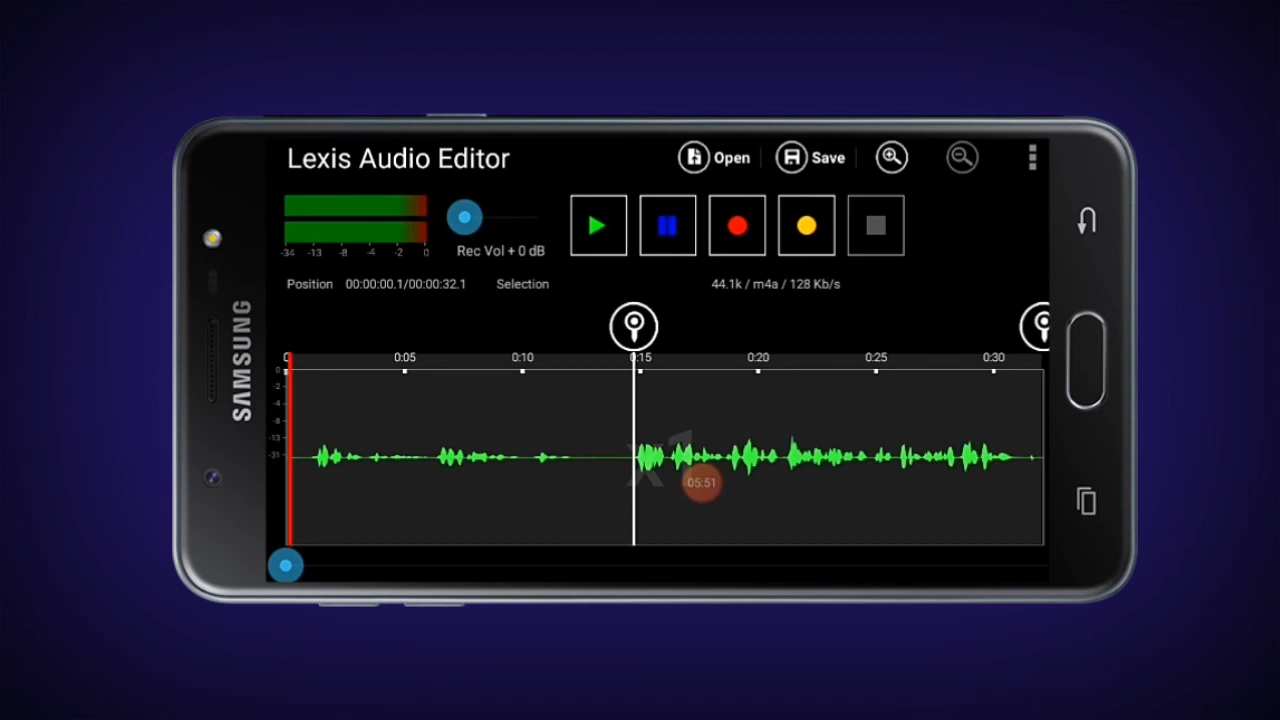 Lexis Audio Editor
Open
Save
-34 -13 -8 -4 -2 0
Rec Vol + 0 dB
Position 00:00:00.1/00:00:32.1 Selection
44.1k / m4a / 128 Kb/s
0 0:05 0:10 0:15 0:20 0:25 0:30
0
-2
-4
-8
-13
-31
x1
05:51
SAMSUNG